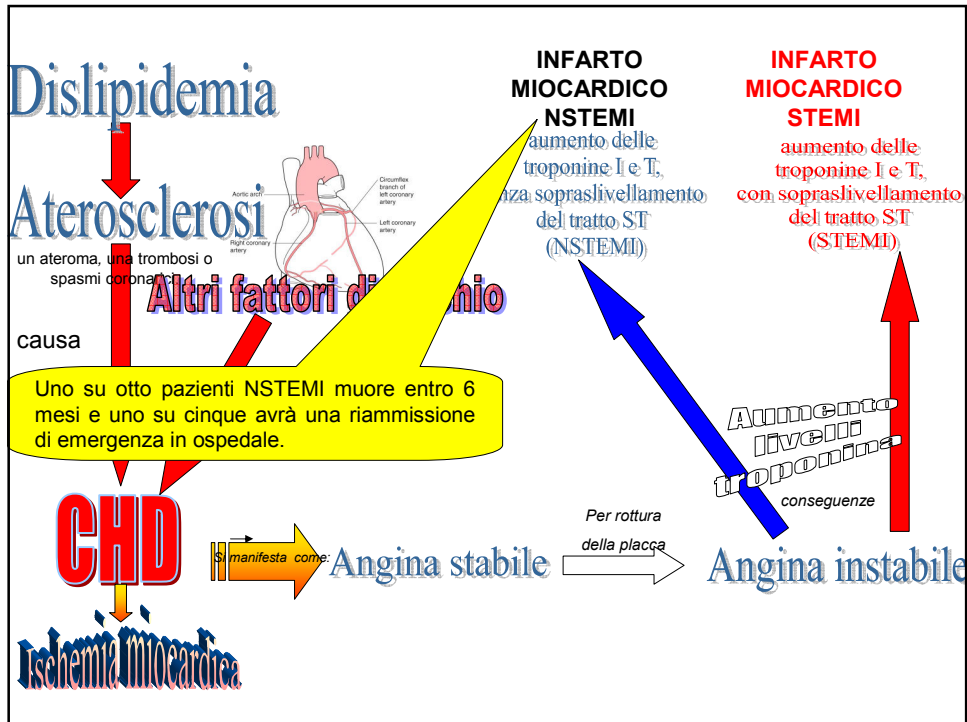 Dislipidemia
Aterosclerosi
un ateroma, una trombosi o
spasmi
causa
Aortic arch
Right coronary
artery
Circumflex
branch of
left coronary
artery
Left coronary
artery
Altri fattori
INFARTO
MIOCARDICO
NSTEMI
aumento delle
troponine I e T,
sopraslivellamento
del tratto ST
(NSTEMI)
INFARTO
MIOCARDICO
STEMI
aumento delle
troponine I e T,
con sopraslivellamento
del tratto ST
(STEMI)
Uno su otto pazienti NSTEMI muore entro 6
mesi e uno su cinque avrà una riammissione
di emergenza in ospedale.
Aumento
livelli
troponina
conseguenze
CHD
Si manifesta come:
Angina stabile
Per rottura
della placca
Angina instabile
Ischemia miocardica